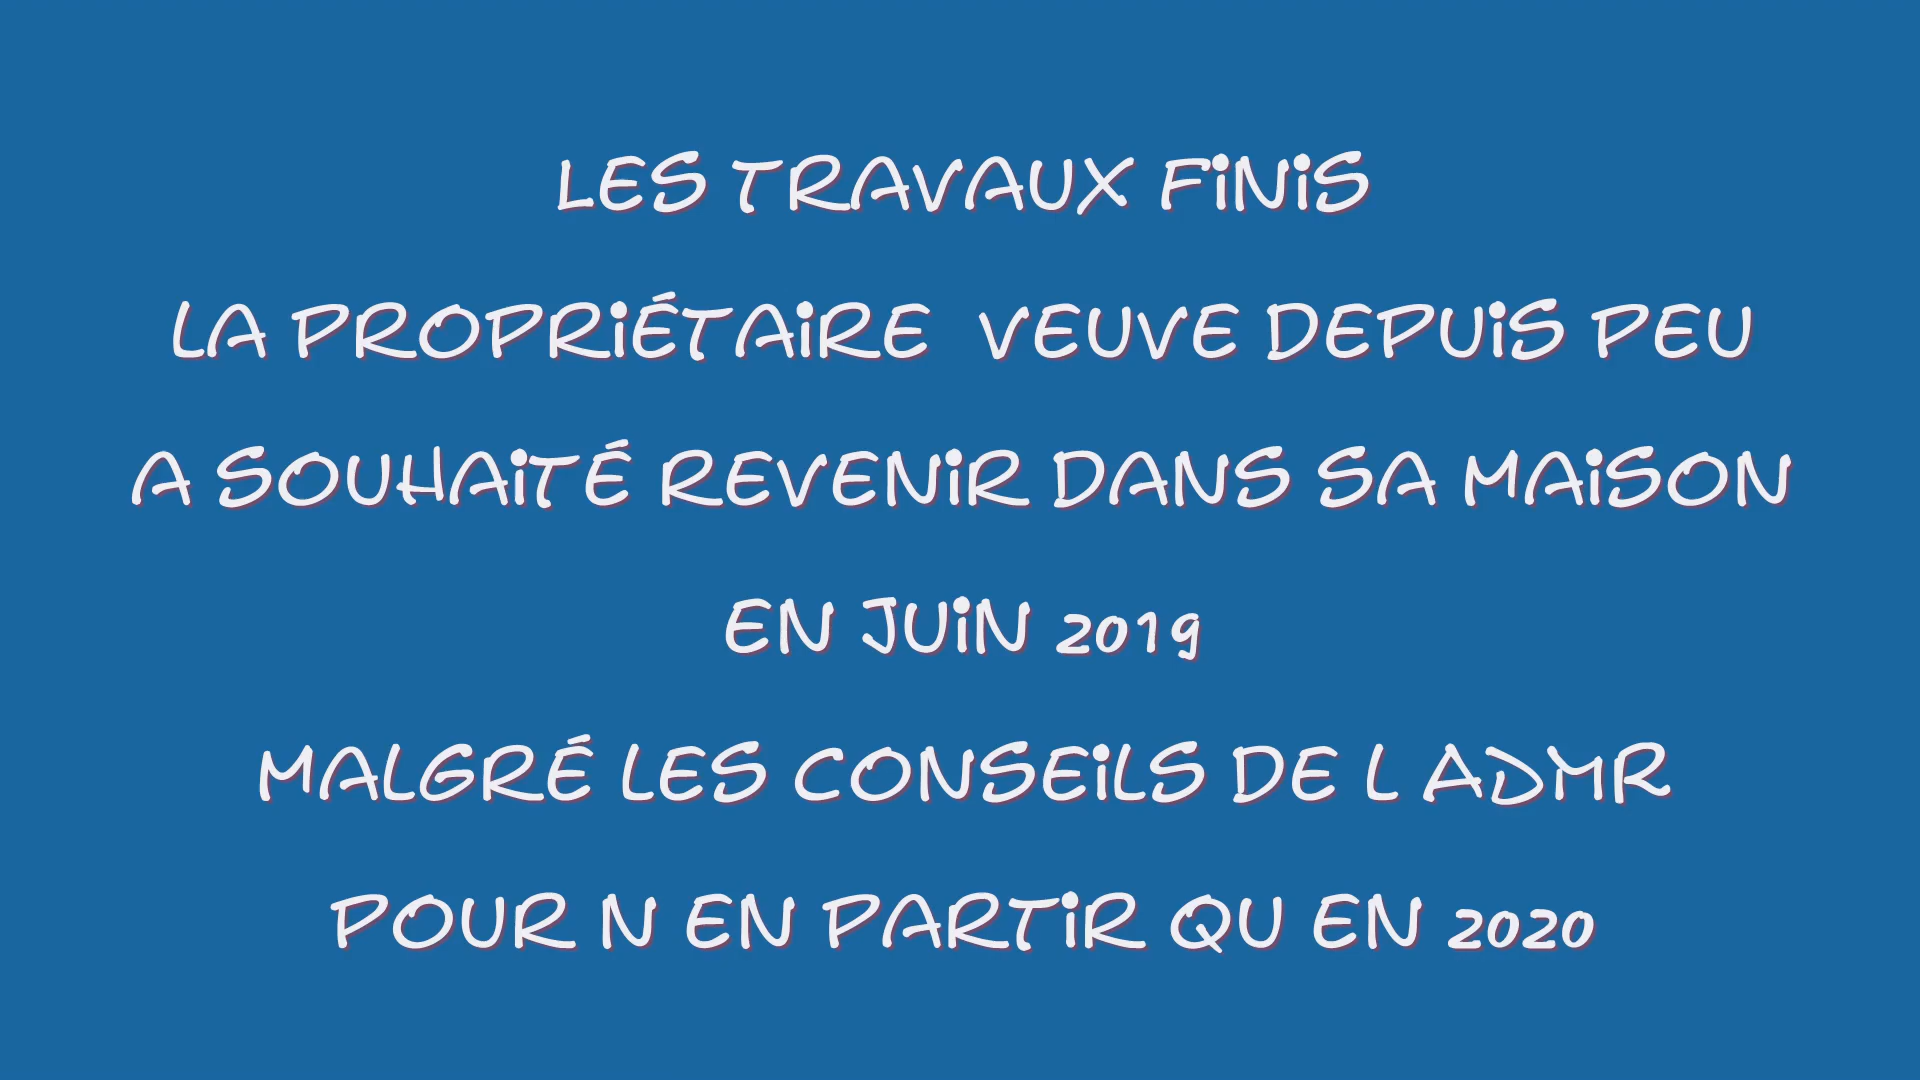 LES TRAVAUX FINIS
LA PROPRIÉTAIRE VEUVE DEPUIS PEU
A SOUHAITÉ REVENIR DANS SA MAISON
EN JUIN 2019
MALGRÉ LES CONSEILS DE L ADMR
POUR N EN PARTIR QU EN 2020